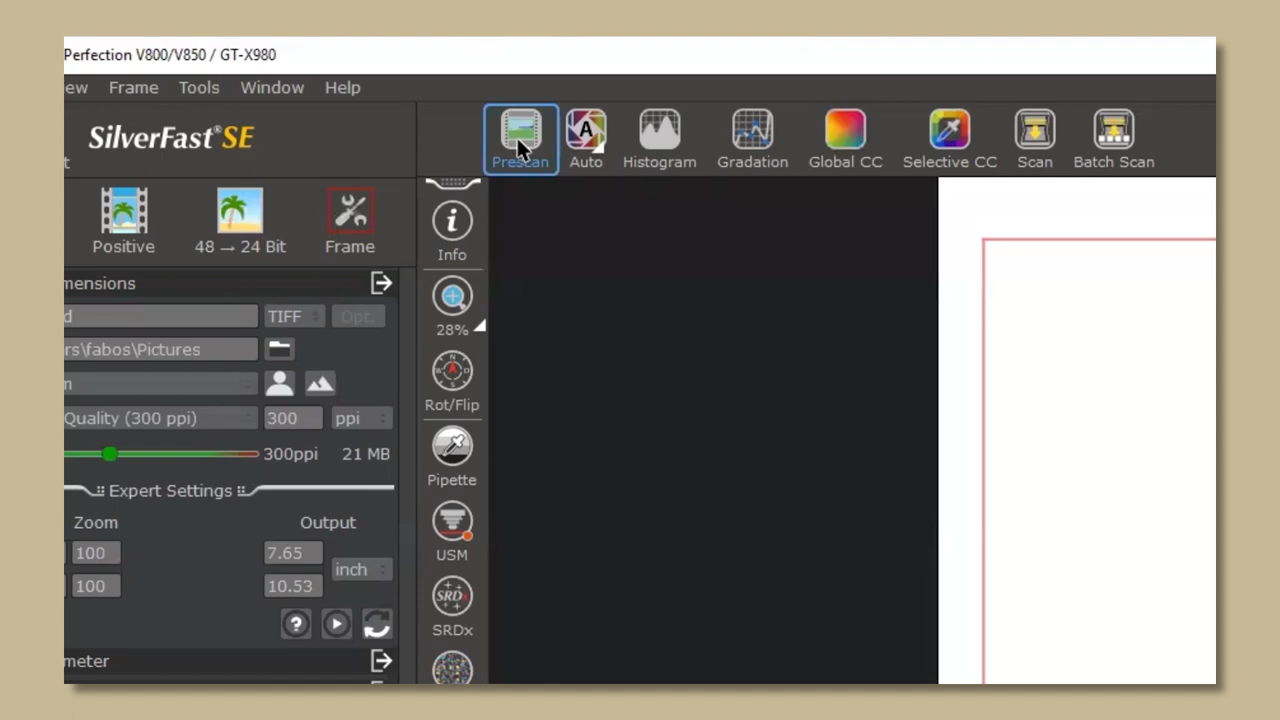 Perfection V800/V850 / GT-X980
ew Frame Tools Window Help
SilverFast® SE
t
Prescan Auto Histogram Gradation Global CC Selective CC Scan Batch Scan
Positive 48 → 24 Bit Frame
mensions
d TIFF Opt.
rs\fabos\Pictures
m
Quality (300 ppi) 300 ppi
300ppi 21 MB
Expert Settings
Zoom Output
100 7.65
inch
100 10.53
meter
i
Info
28%
N
Rot/Flip
Pipette
USM
SRDx
SRDx